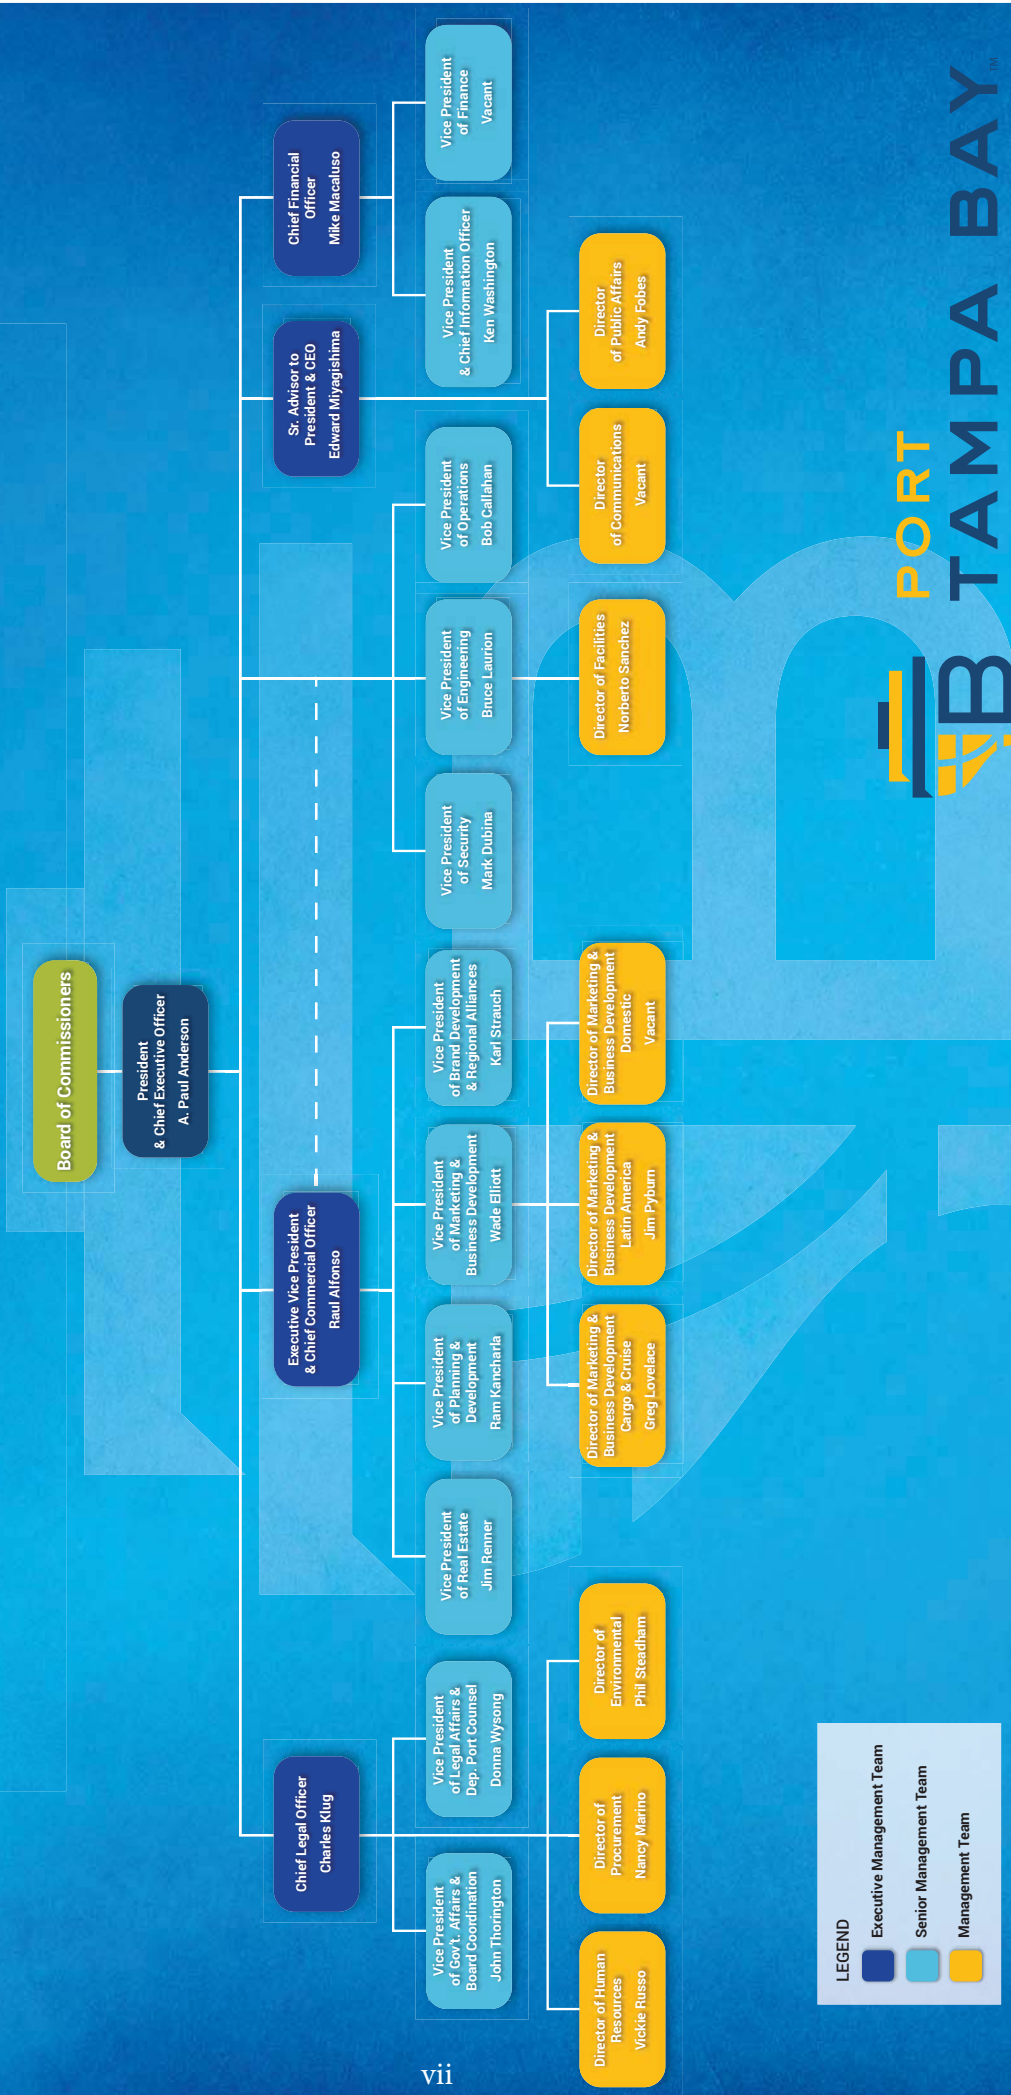 Board of Commissioners
President
& Chief Executive Officer
A. Paul Anderson
Chief Legal Officer
Charles Klug
Executive Vice President
& Chief Commercial Officer
Raul Alfonso
Sr. Advisor to
President & CEO
Edward Miyagishima
Chief Financial
Officer
Mike Macaluso
Vice President
of Gov't. Affairs &
Board Coordination
John Thorington
Vice President
of Legal Affairs &
Dep. Port Counsel
Donna Wysong
Vice President
of Real Estate
Jim Renner
Vice President
of Planning &
Development
Ram Kancharla
Vice President
of Marketing &
Business Development
Wade Elliott
Vice President
of Brand Development
& Regional Alliances
Karl Strauch
Vice President
of Security
Mark Dubina
Vice President
of Engineering
Bruce Laurion
Vice President
of Operations
Bob Callahan
Vice President
& Chief Information Officer
Ken Washington
Vice President
of Finance
Vacant
Director of Human
Resources
Vickie Russo
Director of
Procurement
Nancy Marino
Director of
Environmental
Phil Steadham
Director of Marketing &
Business Development
Cargo & Cruise
Greg Lovelace
Director of Marketing &
Business Development
Latin America
Jim Pyburn
Director of Marketing &
Business Development
Domestic
Vacant
Director of Facilities
Norberto Sanchez
Director
of Communications
Vacant
Director
of Public Affairs
Andy Fobes
LEGEND
Executive Management Team
Senior Management Team
Management Team
PORT
TAMPA BAY™
vii